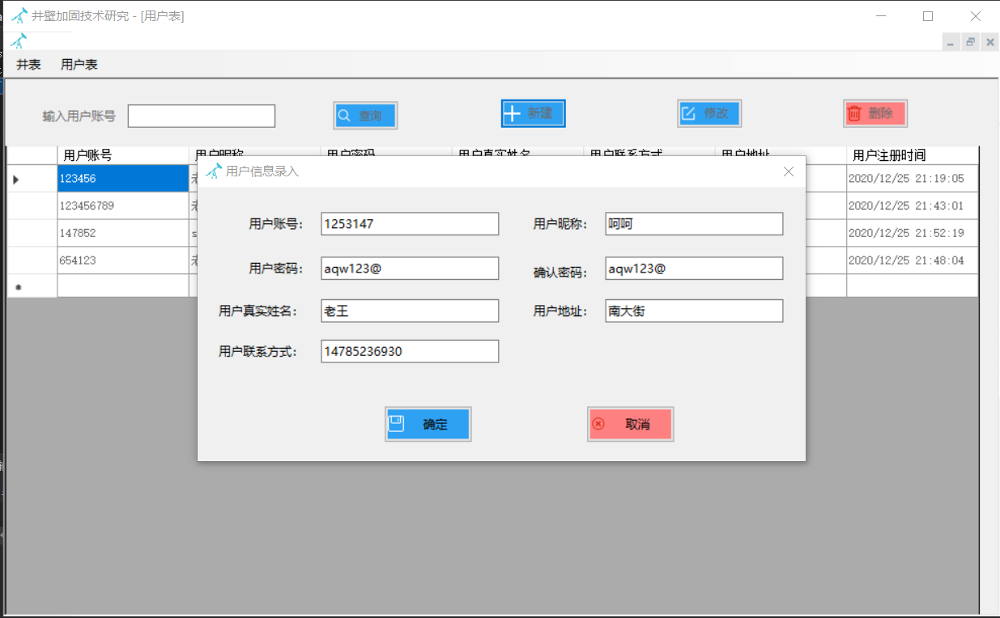 井壁加固技术研究 - [用户表]
井表 用户表
输入用户账号 查询 新建 修改 删除
用户账号 用户昵称 用户密码 用户真实姓名 用户联系方式 用户地址 用户注册时间
123456 2020/12/25 21:19:05
123456789 2020/12/25 21:43:01
147852 2020/12/25 21:52:19
654123 2020/12/25 21:48:04
用户信息录入
用户账号: 1253147 用户昵称: 呵呵
用户密码: aqw123@ 确认密码: aqw123@
用户真实姓名: 老王 用户地址: 南大街
用户联系方式: 14785236930
确定 取消